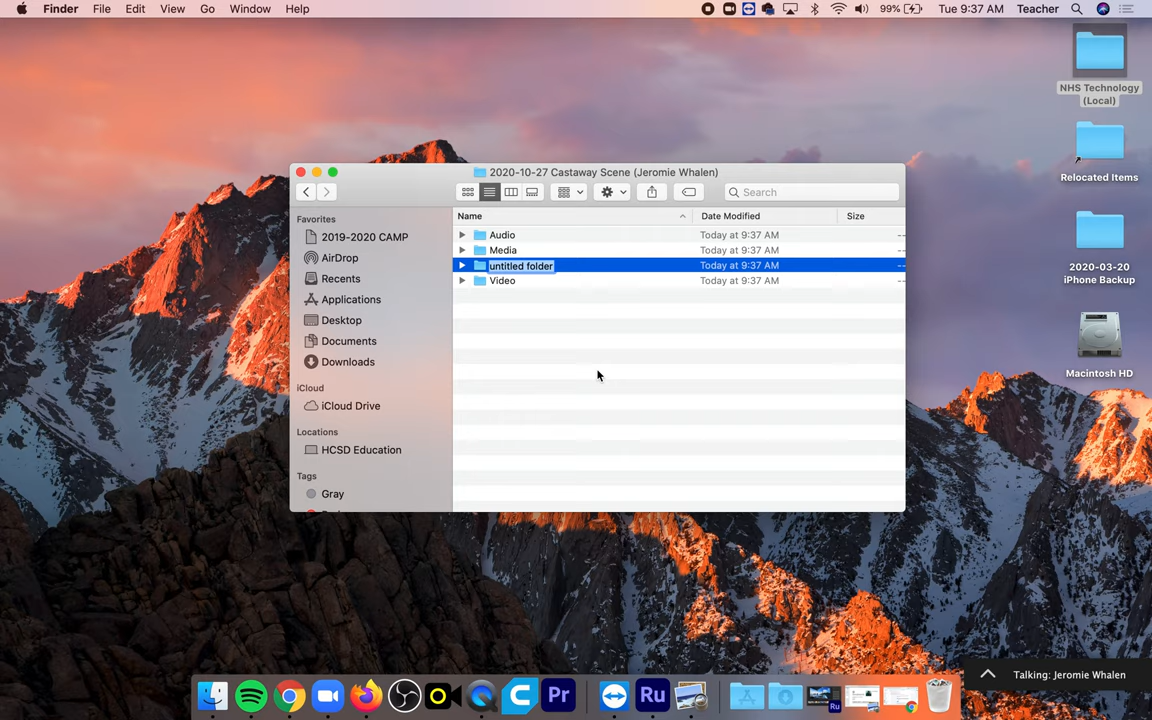 Finder File Edit View Go Window Help 99% Tue 9:37 AM Teacher
NHS Technology
(Local)
Relocated Items
2020-03-20
iPhone Backup
Macintosh HD
2020-10-27 Castaway Scene (Jeromie Whalen)
Search
Favorites
2019-2020 CAMP
AirDrop
Recents
Applications
Desktop
Documents
Downloads
iCloud
iCloud Drive
Locations
HCSD Education
Tags
Gray
Name Date Modified Size
Audio Today at 9:37 AM --
Media Today at 9:37 AM --
untitled folder Today at 9:37 AM --
Video Today at 9:37 AM --
Talking: Jeromie Whalen
Pr
Ru
Ru